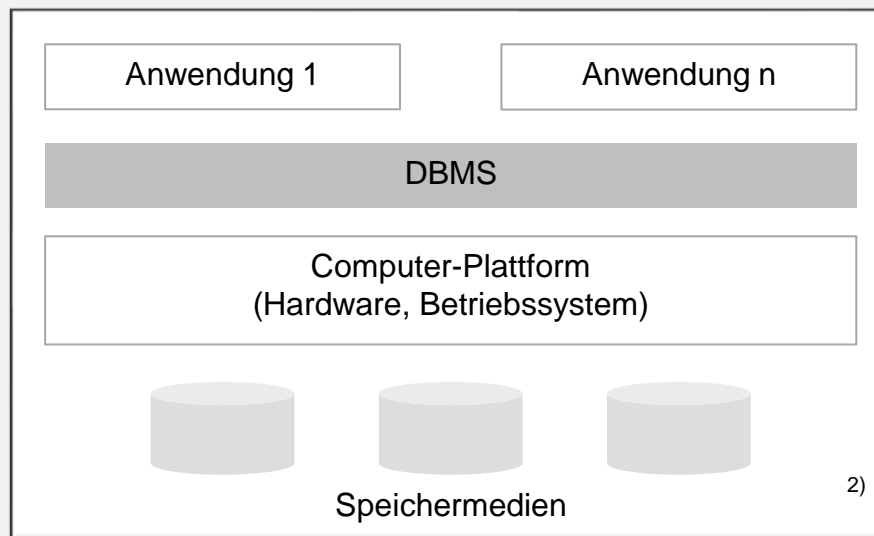 Anwendung 1
Anwendung n
DBMS
Computer-Plattform
(Hardware, Betriebssystem)
Speichermedien
2)